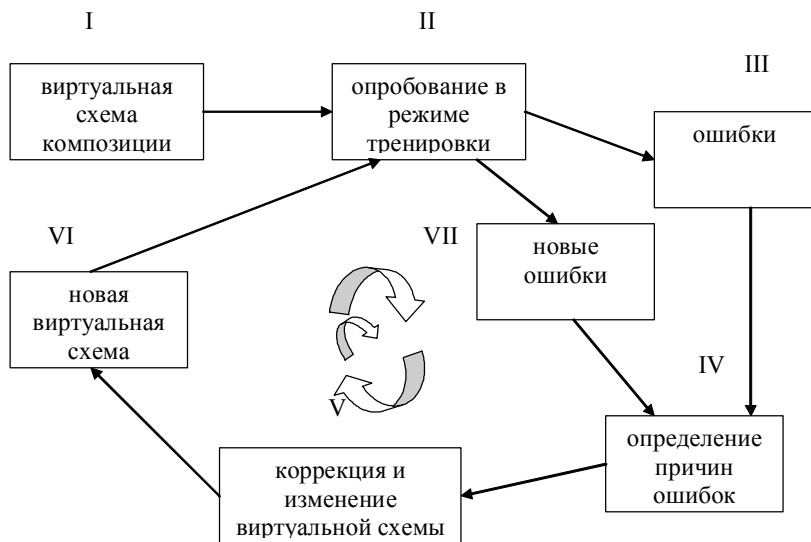 I
II
III
виртуальная
схема
композиции
опробование в
режиме
тренировки
ошибки
VI
VII
новые
ошибки
новая
виртуальная
схема
IV
V
определение
причин
ошибок
коррекция и
изменение
виртуальной схемы